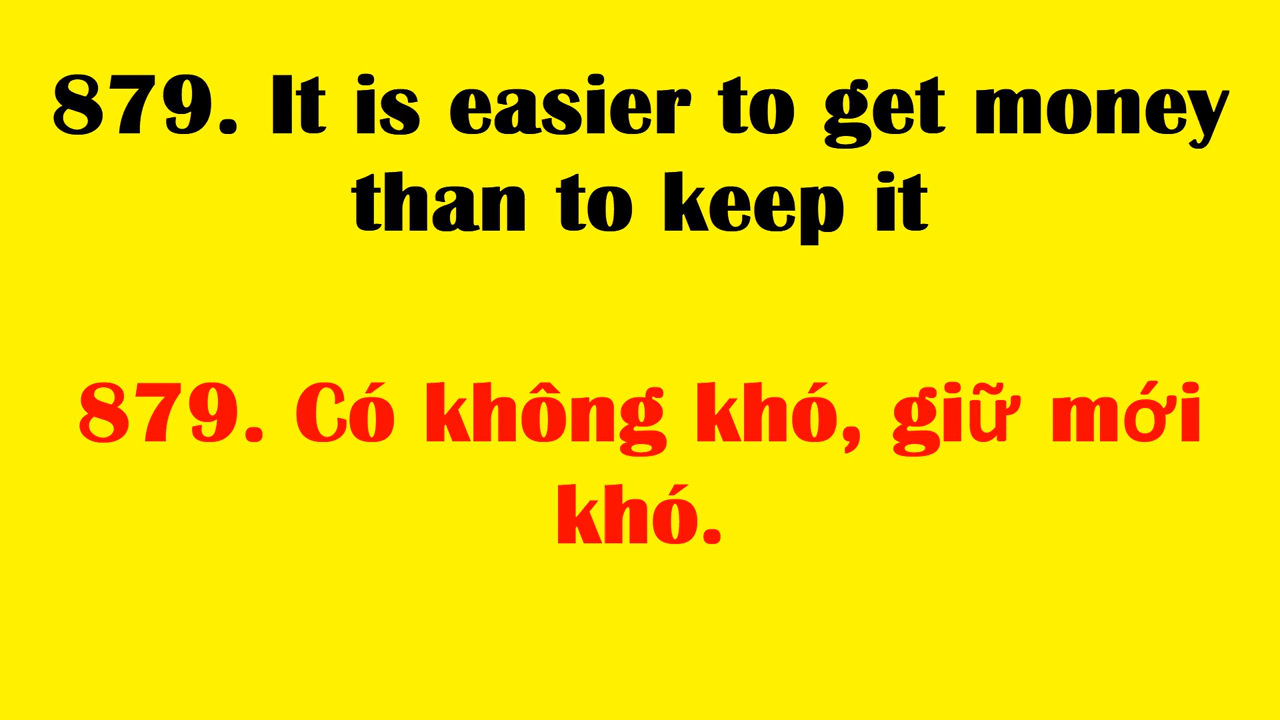 879. It is easier to get money
than to keep it
879. Có không khó, giữ mới
khó.